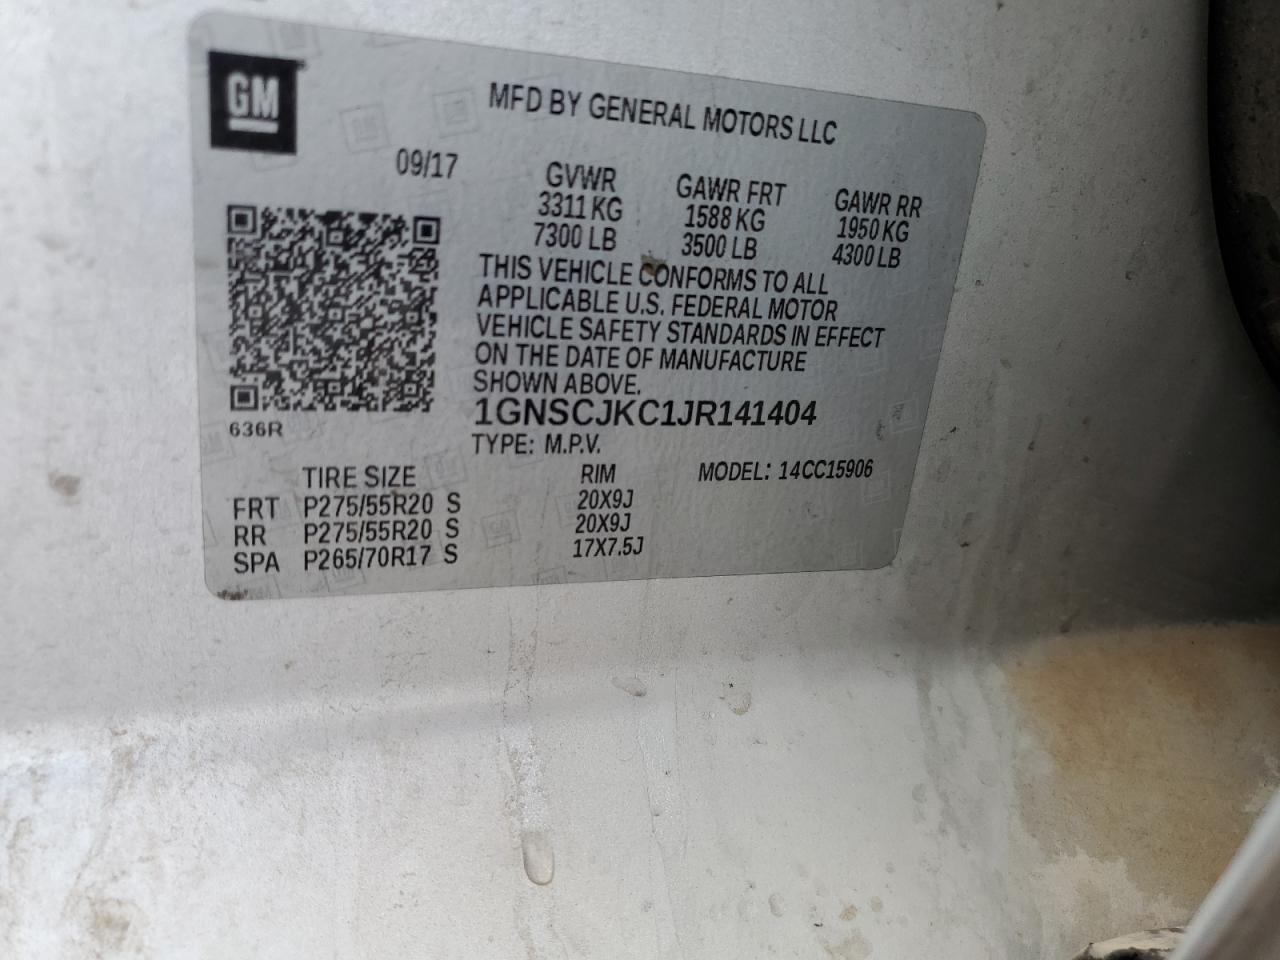 GM
MFD BY GENERAL MOTORS LLC
09/17
GVWR GAWR FRT GAWR RR
3311 KG 1588 KG 1950 KG
7300 LB 3500 LB 4300 LB
THIS VEHICLE CONFORMS TO ALL
APPLICABLE U.S. FEDERAL MOTOR
VEHICLE SAFETY STANDARDS IN EFFECT
ON THE DATE OF MANUFACTURE
SHOWN ABOVE.
1GNSCJKC1JR141404
636R
TYPE: M.P.V.
TIRE SIZE RIM MODEL: 14CC15906
FRT P275/55R20 S 20X9J
RR P275/55R20 S 20X9J
SPA P265/70R17 S 17X7.5J